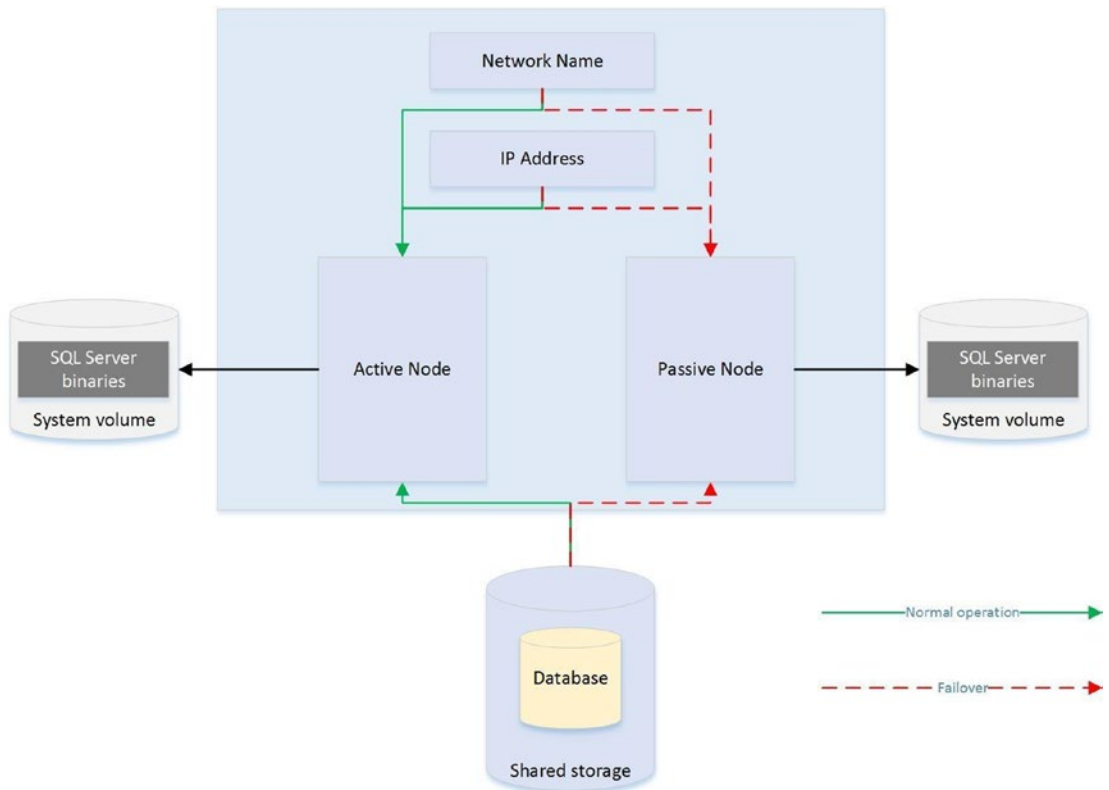 Network Name
IP Address
Active Node
Passive Node
SQL Server
binaries
System volume
SQL Server
binaries
System volume
Database
Shared storage
Normal operation
Failover